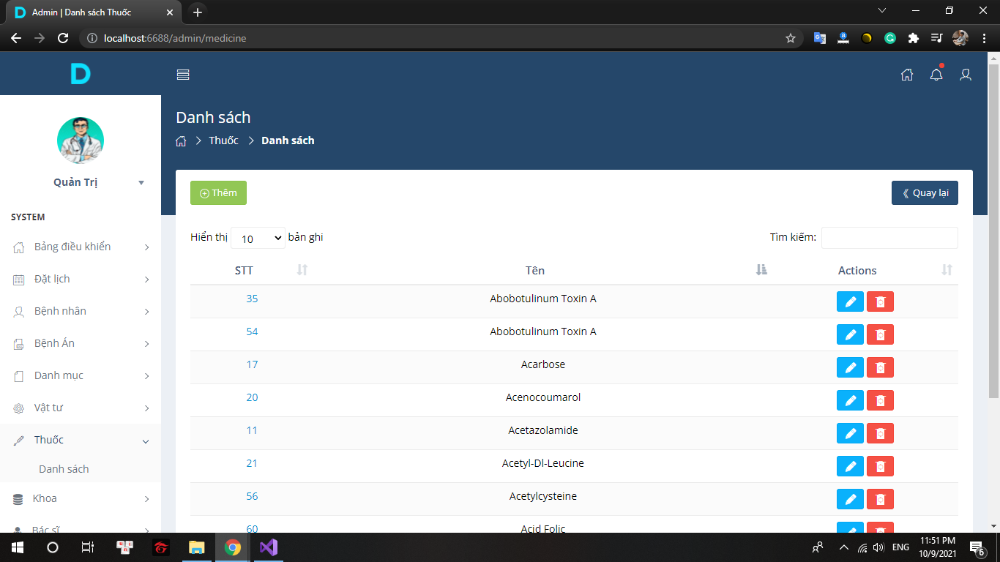 Admin | Danh sách Thuốc
localhost:6688/admin/medicine
D
Danh sách
Thuốc > Danh sách
Quản Trị
SYSTEM
Bảng điều khiển
Đặt lịch
Bệnh nhân
Bệnh Án
Danh mục
Vật tư
Thuốc
Danh sách
Khoa
Bác sĩ
Thêm
Quay lại
Hiển thị 10 bản ghi
Tìm kiếm:
STT Tên Actions
35 Abobotulinum Toxin A
54 Abobotulinum Toxin A
17 Acarbose
20 Acenocoumarol
11 Acetazolamide
21 Acetyl-Dl-Leucine
56 Acetylcysteine
60 Acid Folic
ENG
11:51 PM
10/9/2021
6